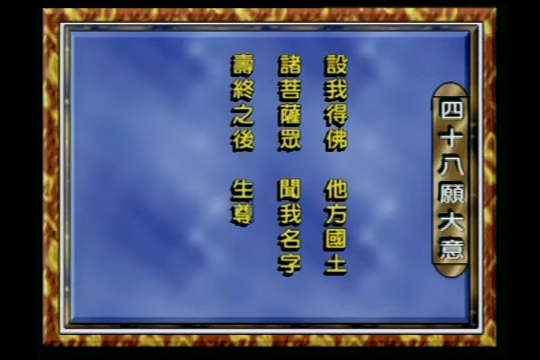 四十八願大意
設我得佛 他方國土
諸菩薩眾 聞我名字
壽終之後 生尊